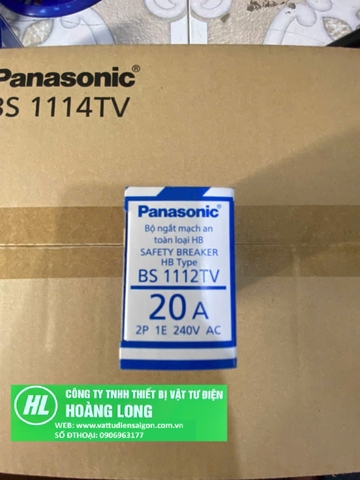 Panasonic®
BS 1114TV
Panasonic®
Bộ ngắt mạch an
toàn loại HB
SAFETY BREAKER
HB Type
BS 1112TV
20 A
2P 1E 240V AC
HL
CÔNG TY TNHH THIẾT BỊ VẬT TƯ ĐIỆN
HOÀNG LONG
WEB: www.vattudiensaigon.com.vn
SỐ ĐTHOẠI: 0906963177